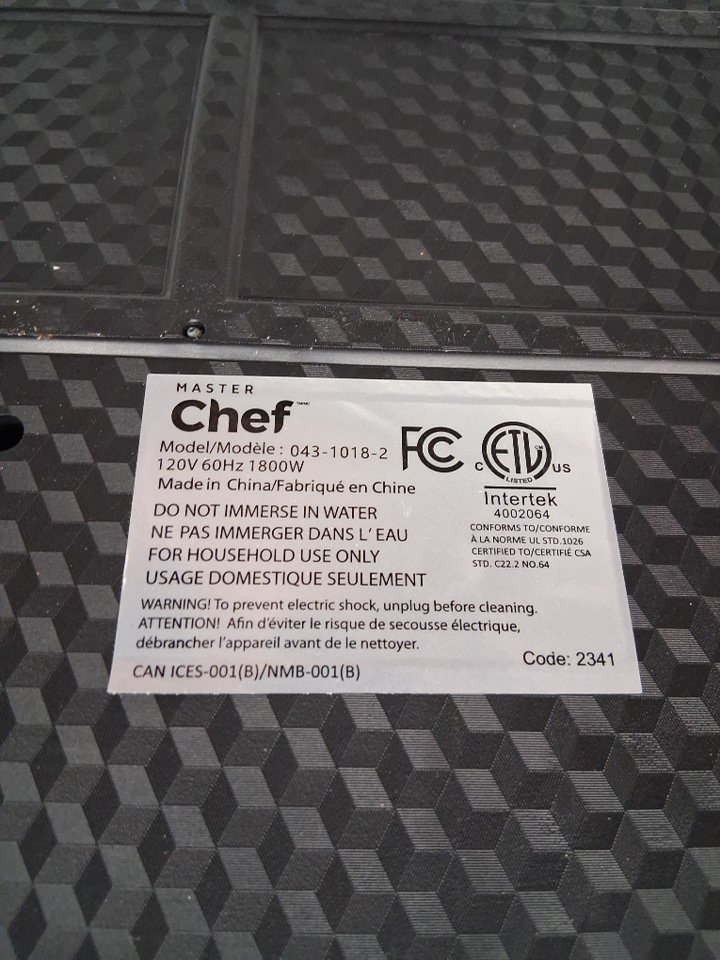 MASTER
Chef™/MC
Model/Modèle : 043-1018-2
120V 60Hz 1800W
Made in China/Fabriqué en Chine
FC
C ETL CM US
LISTED
Intertek
4002064
CONFORMS TO/CONFORME
À LA NORME UL STD.1026
CERTIFIED TO/CERTIFIÉ CSA
STD. C22.2 NO.64
DO NOT IMMERSE IN WATER
NE PAS IMMERGER DANS L' EAU
FOR HOUSEHOLD USE ONLY
USAGE DOMESTIQUE SEULEMENT
WARNING! To prevent electric shock, unplug before cleaning.
ATTENTION! Afin d'éviter le risque de secousse électrique,
débrancher l'appareil avant de le nettoyer.
CAN ICES-001(B)/NMB-001(B)
Code: 2341